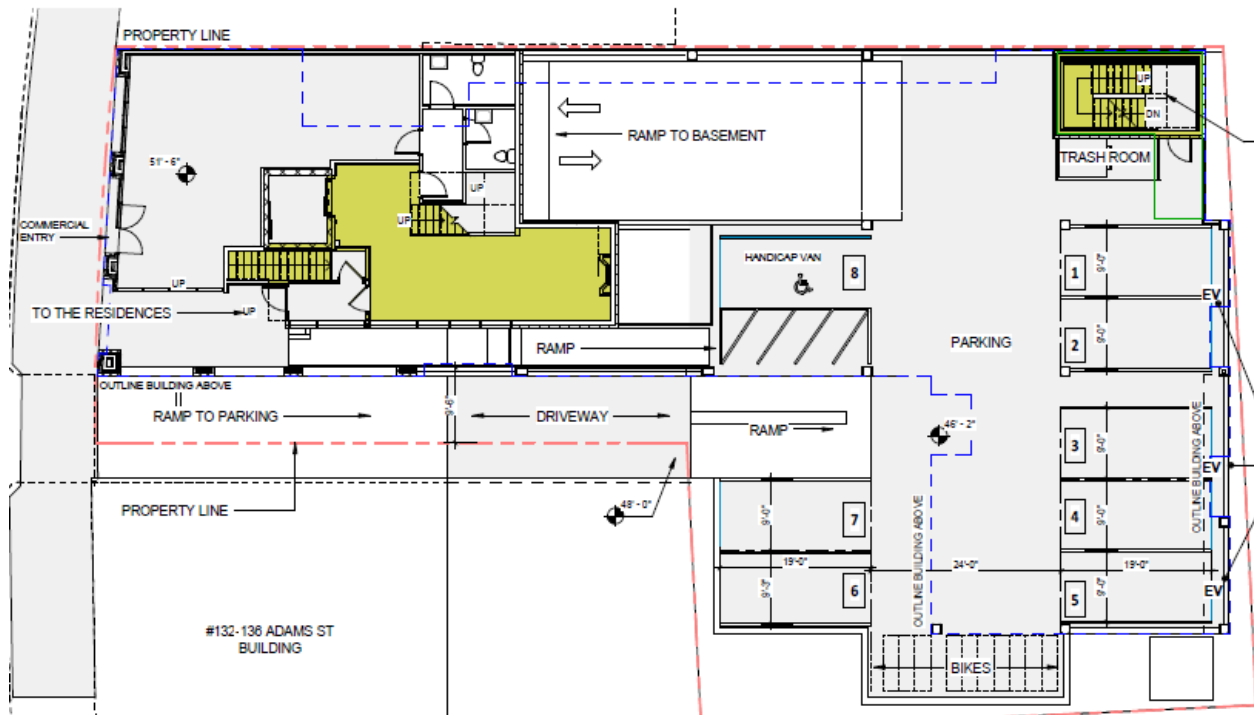 PROPERTY LINE
UP
DN
RAMP TO BASEMENT
TRASH ROOM
51' - 6"
UP
UP
COMMERCIAL
ENTRY
HANDICAP VAN
8
1
9'-0"
EV
UP
TO THE RESIDENCES
UP
RAMP
PARKING
2
9'-0"
OUTLINE BUILDING ABOVE
RAMP TO PARKING
9'-6"
DRIVEWAY
RAMP
46' - 2"
3
9'-0"
OUTLINE BUILDING ABOVE
EV
PROPERTY LINE
48' - 0"
7
9'-0"
OUTLINE BUILDING ABOVE
4
9'-0"
19'-0"
24'-0"
19'-0"
6
9'-3"
5
9'-0"
EV
#132-136 ADAMS ST
BUILDING
BIKES